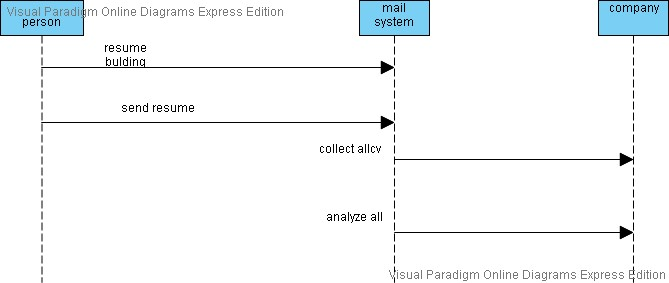 Visual Paradigm Online Diagrams Express Edition
person
mail
system
company
resume
bulding
send resume
collect allcv
analyze all
Visual Paradigm Online Diagrams Express Edition